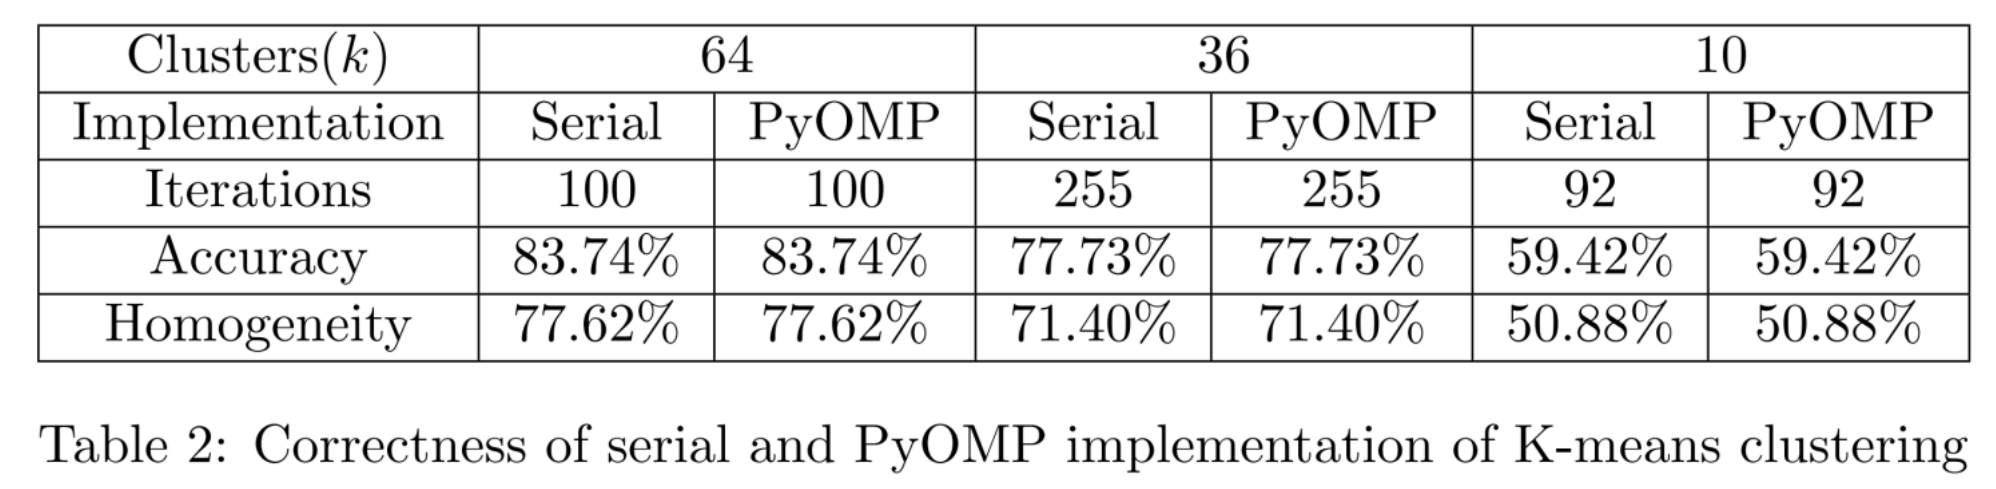 Clusters(k) 64 36 10
Implementation Serial PyOMP Serial PyOMP Serial PyOMP
Iterations 100 100 255 255 92 92
Accuracy 83.74% 83.74% 77.73% 77.73% 59.42% 59.42%
Homogeneity 77.62% 77.62% 71.40% 71.40% 50.88% 50.88%
Table 2: Correctness of serial and PyOMP implementation of K-means clustering